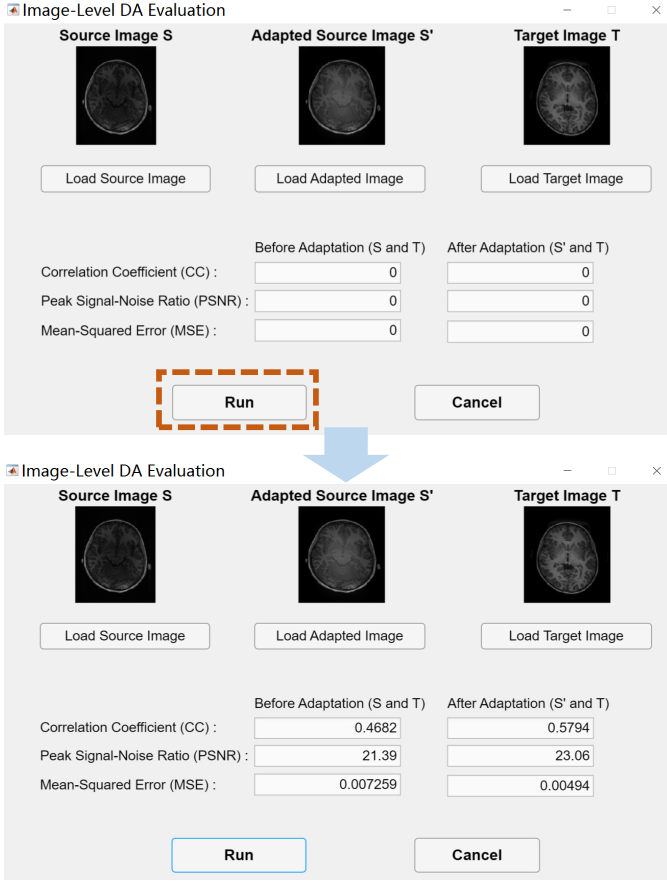 Image-Level DA Evaluation
Source Image S Adapted Source Image S' Target Image T
Load Source Image Load Adapted Image Load Target Image
Before Adaptation (S and T) After Adaptation (S' and T)
Correlation Coefficient (CC) : 0 0
Peak Signal-Noise Ratio (PSNR) : 0 0
Mean-Squared Error (MSE) : 0 0
Run Cancel
Image-Level DA Evaluation
Source Image S Adapted Source Image S' Target Image T
Load Source Image Load Adapted Image Load Target Image
Before Adaptation (S and T) After Adaptation (S' and T)
Correlation Coefficient (CC) : 0.4682 0.5794
Peak Signal-Noise Ratio (PSNR) : 21.39 23.06
Mean-Squared Error (MSE) : 0.007259 0.00494
Run Cancel